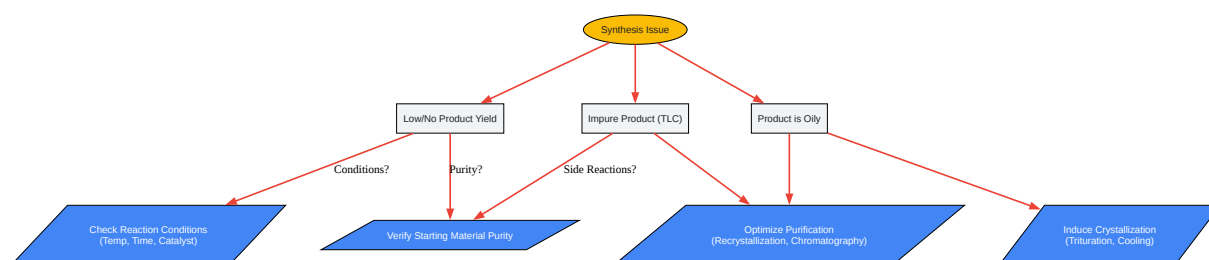 Synthesis Issue
Low/No Product Yield
Impure Product (TLC)
Product is Oily
Conditions?
Purity?
Side Reactions?
Check Reaction Conditions
(Temp, Time, Catalyst)
Verify Starting Material Purity
Optimize Purification
(Recrystallization, Chromatography)
Induce Crystallization
(Trituration, Cooling)